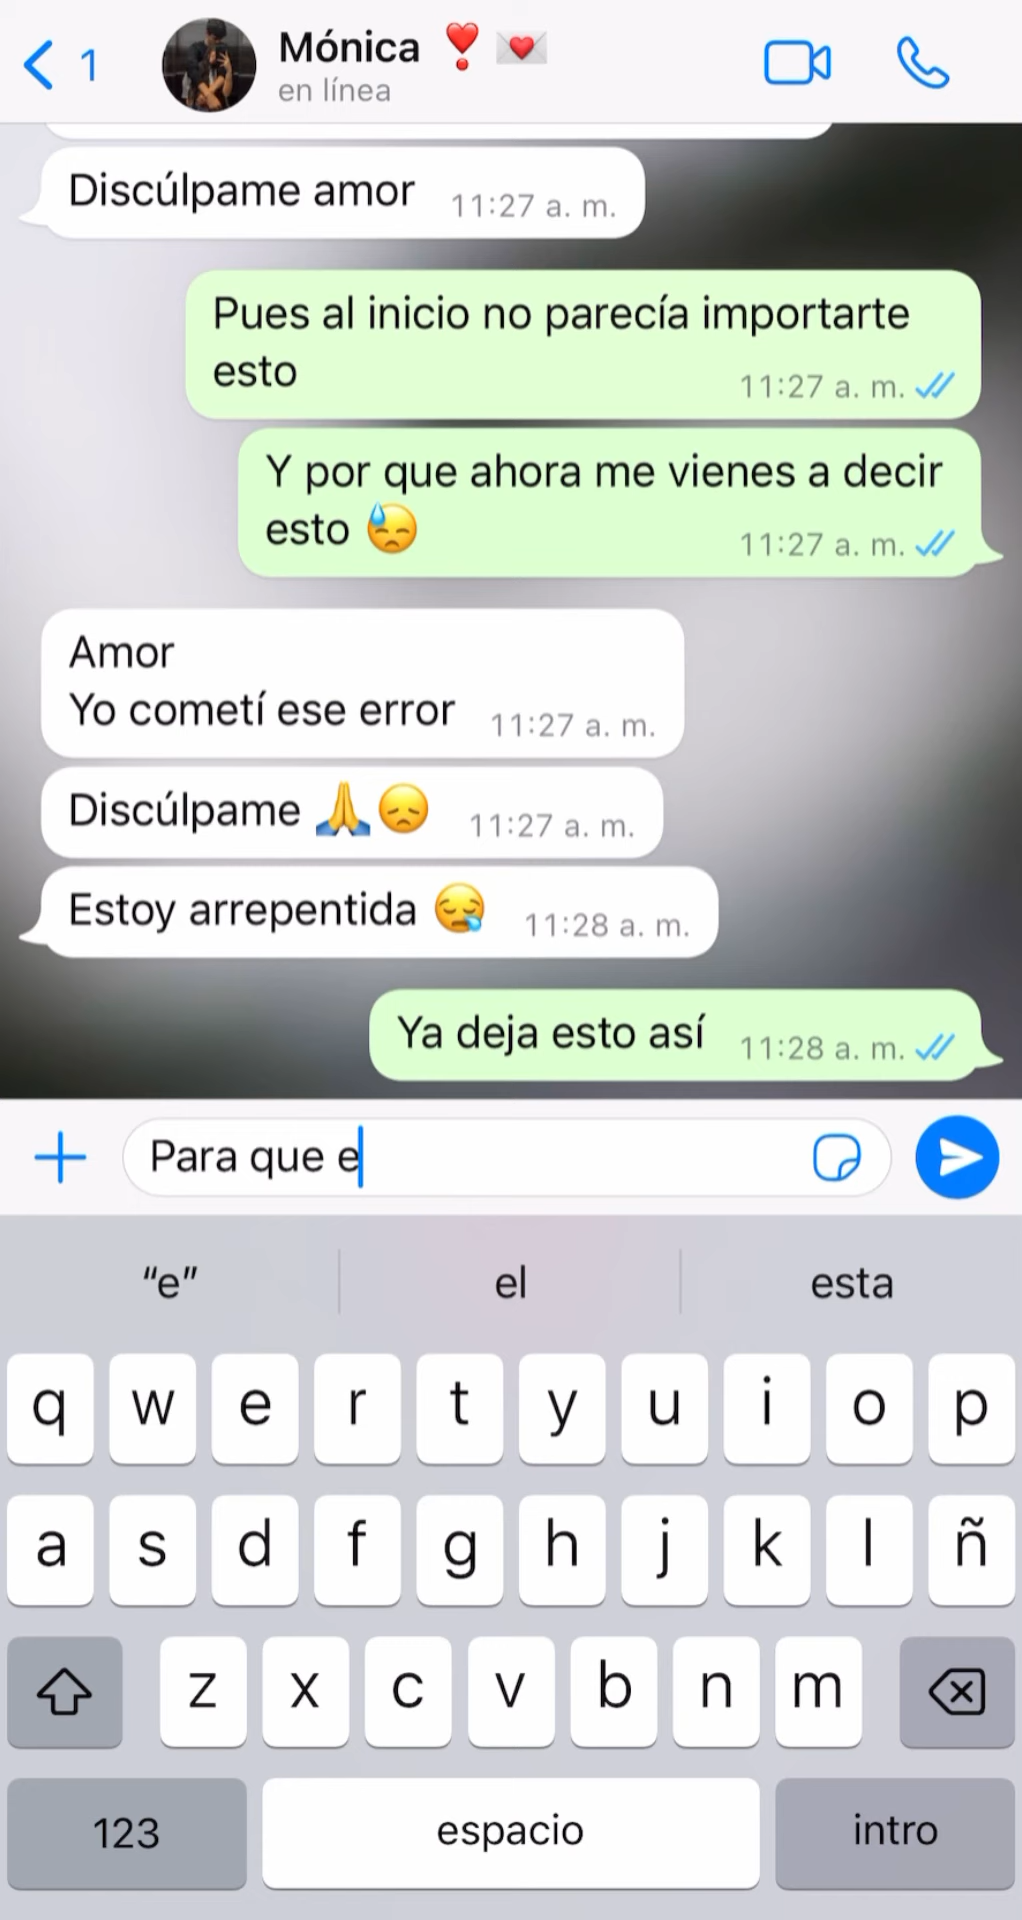 1
Mónica ❣️ 💌
en línea
Discúlpame amor 11:27 a. m.
Pues al inicio no parecía importarte
esto 11:27 a. m.
Y por que ahora me vienes a decir
esto 😓 11:27 a. m.
Amor
Yo cometí ese error 11:27 a. m.
Discúlpame 🙏😞 11:27 a. m.
Estoy arrepentida 😪 11:28 a. m.
Ya deja esto así 11:28 a. m.
Para que e
“e” el esta
q w e r t y u i o p
a s d f g h j k l ñ
z x c v b n m
123 espacio intro